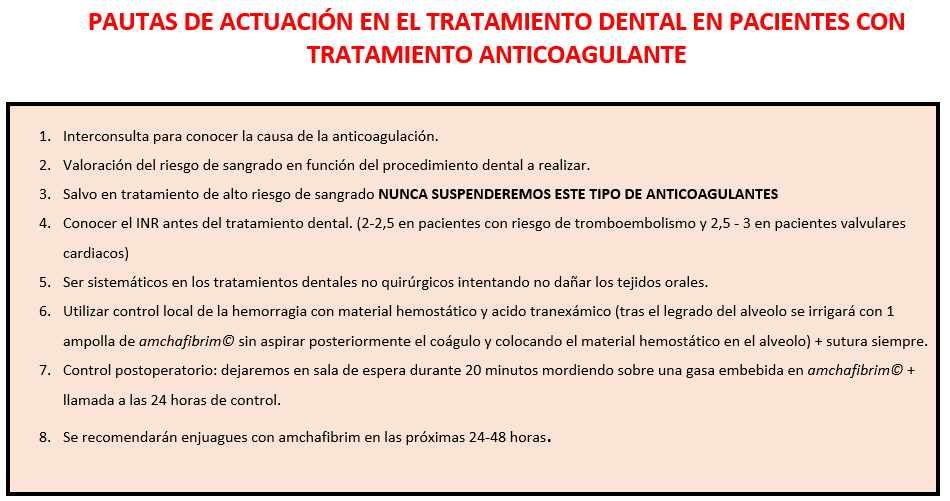 PAUTAS DE ACTUACIÓN EN EL TRATAMIENTO DENTAL EN PACIENTES CON
TRATAMIENTO ANTICOAGULANTE
1. Interconsulta para conocer la causa de la anticoagulación.
2. Valoración del riesgo de sangrado en función del procedimiento dental a realizar.
3. Salvo en tratamiento de alto riesgo de sangrado NUNCA SUSPENDEREMOS ESTE TIPO DE ANTICOAGULANTES
4. Conocer el INR antes del tratamiento dental. (2-2,5 en pacientes con riesgo de tromboembolismo y 2,5 - 3 en pacientes valvulares
cardiacos)
5. Ser sistemáticos en los tratamientos dentales no quirúrgicos intentando no dañar los tejidos orales.
6. Utilizar control local de la hemorragia con material hemostático y acido tranexámico (tras el legrado del alveolo se irrigará con 1
ampolla de amchafibrim© sin aspirar posteriormente el coágulo y colocando el material hemostático en el alveolo) + sutura siempre.
7. Control postoperatorio: dejaremos en sala de espera durante 20 minutos mordiendo sobre una gasa embebida en amchafibrim© +
llamada a las 24 horas de control.
8. Se recomendarán enjuagues con amchafibrim en las próximas 24-48 horas.